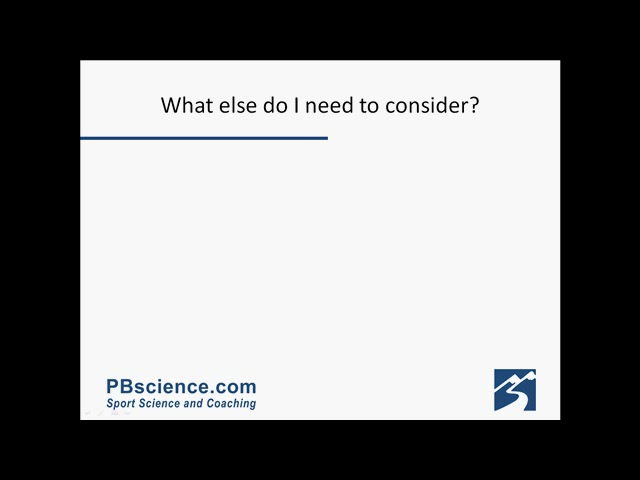 What else do I need to consider?
PBscience.com
Sport Science and Coaching